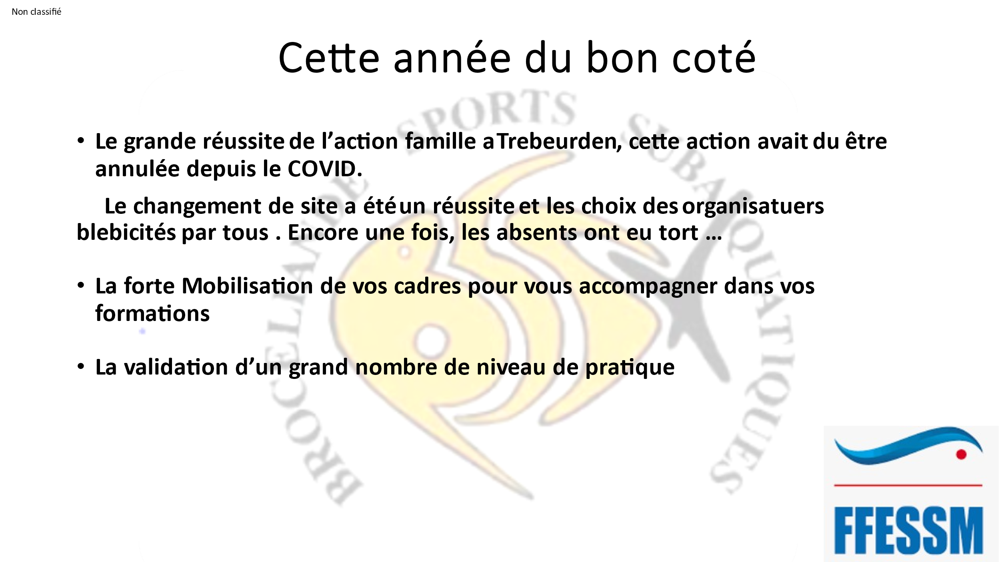 Non classifié
Cette année du bon coté
BROCELIANDE SPORTS SUBAQUATIQUES
• Le grande réussite de l’action famille a Trebeurden, cette action avait du être
annulée depuis le COVID.
Le changement de site a été un réussite et les choix des organisatuers
blebicités par tous . Encore une fois, les absents ont eu tort …
• La forte Mobilisation de vos cadres pour vous accompagner dans vos
formations
• La validation d’un grand nombre de niveau de pratique
FFESSM